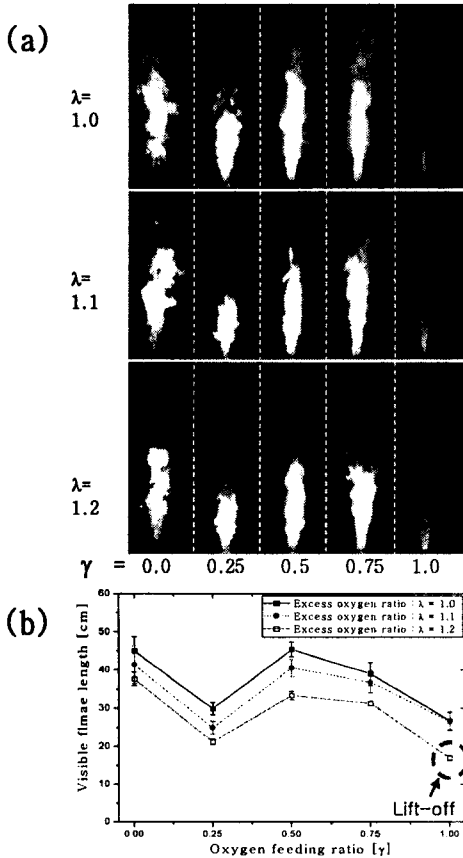 (a)
λ=
1.0
λ=
1.1
λ=
1.2
γ = 0.0 0.25 0.5 0.75 1.0
(b)
Visible flmae length [cm]
60
50
40
30
20
10
0
Excess oxygen ratio : λ = 1.0
Excess oxygen ratio : λ = 1.1
Excess oxygen ratio : λ = 1.2
Lift-off
0.00 0.25 0.50 0.75 1.00
Oxygen feeding ratio [γ]